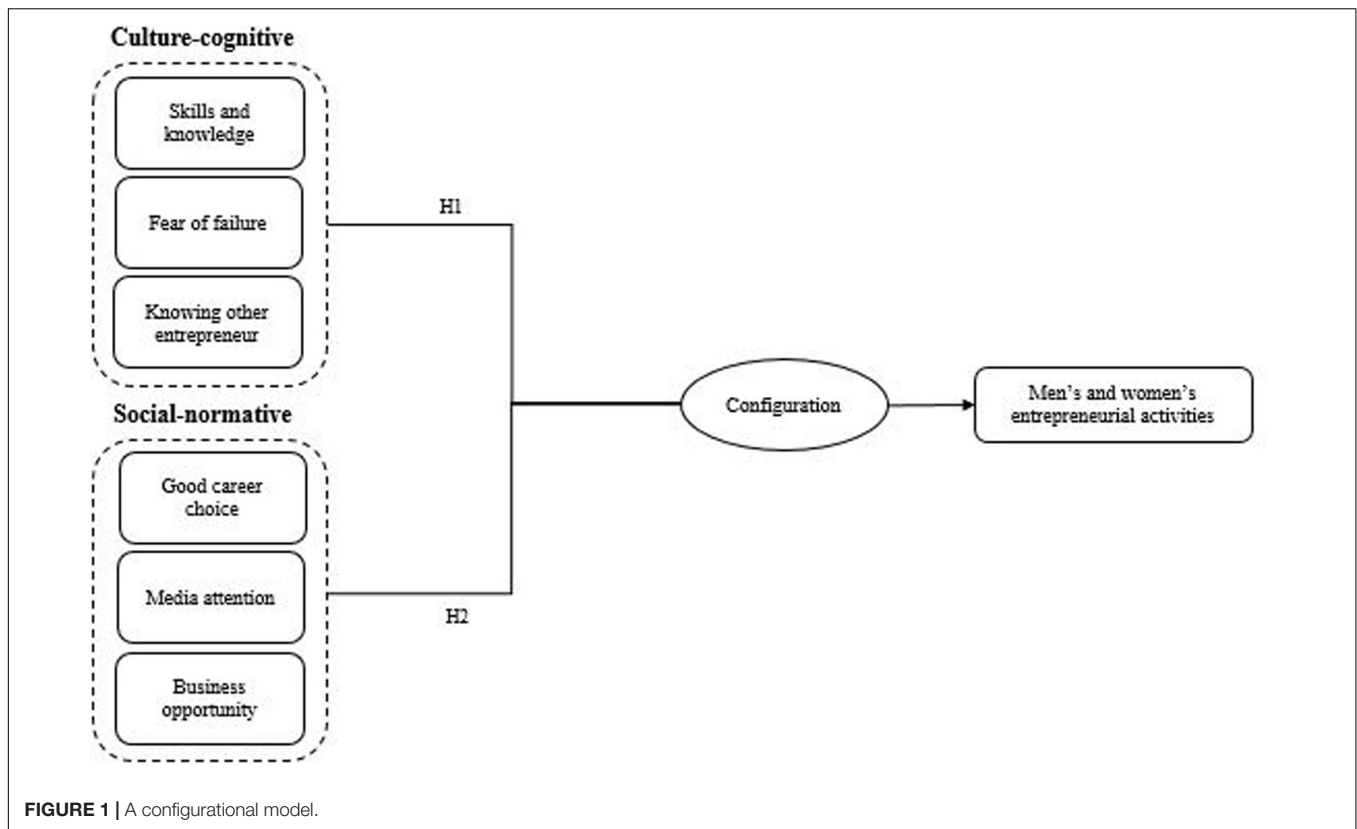 Culture-cognitive
Skills and
knowledge
Fear of failure
Knowing other
entrepreneur
H1
Social-normative
Good career
choice
Media attention
Business
opportunity
H2
Configuration
Men's and women's
entrepreneurial activities
FIGURE 1 | A configurational model.